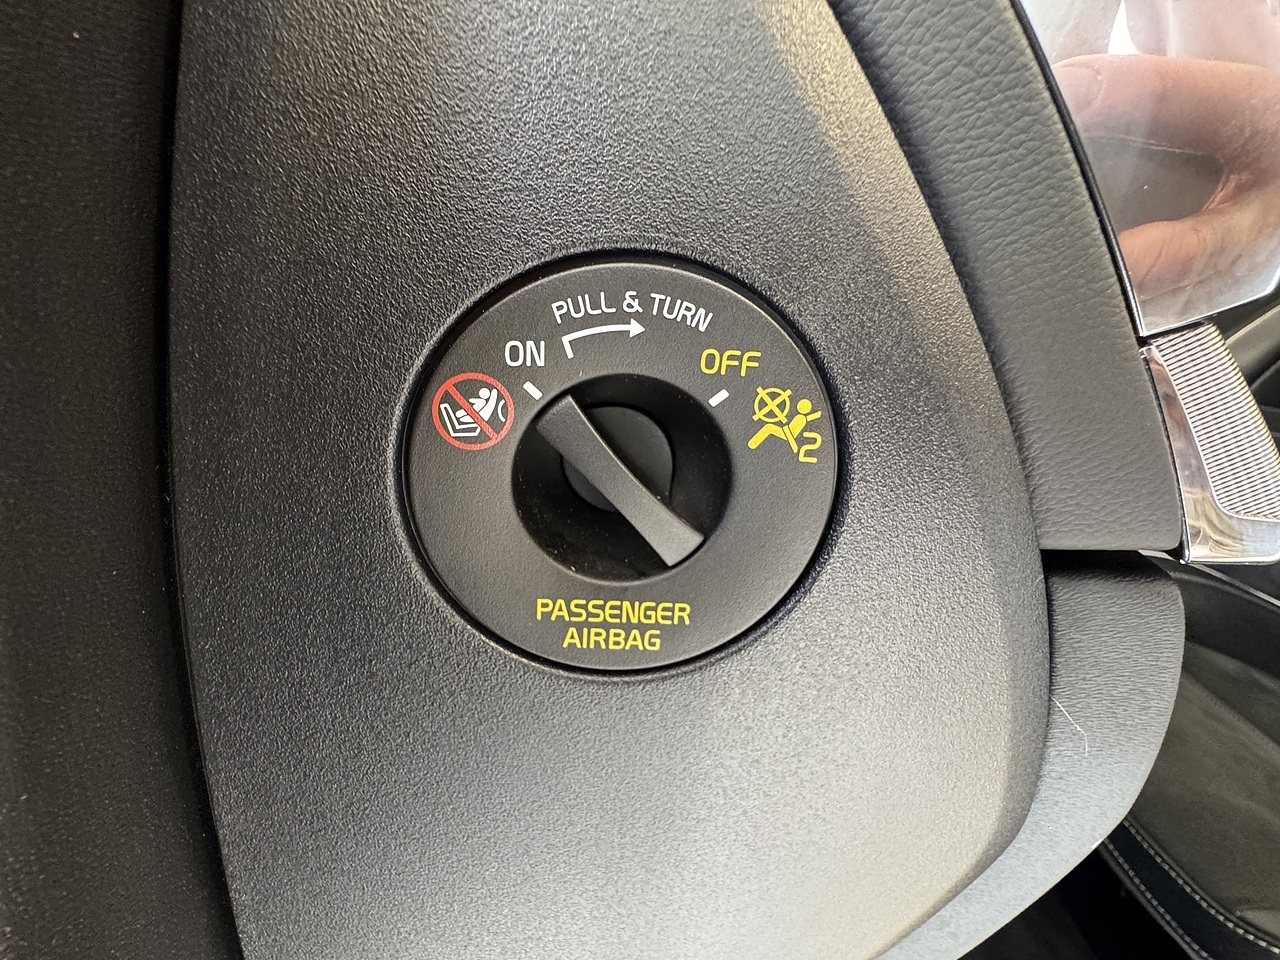 PULL & TURN
ON
OFF
2
PASSENGER
AIRBAG